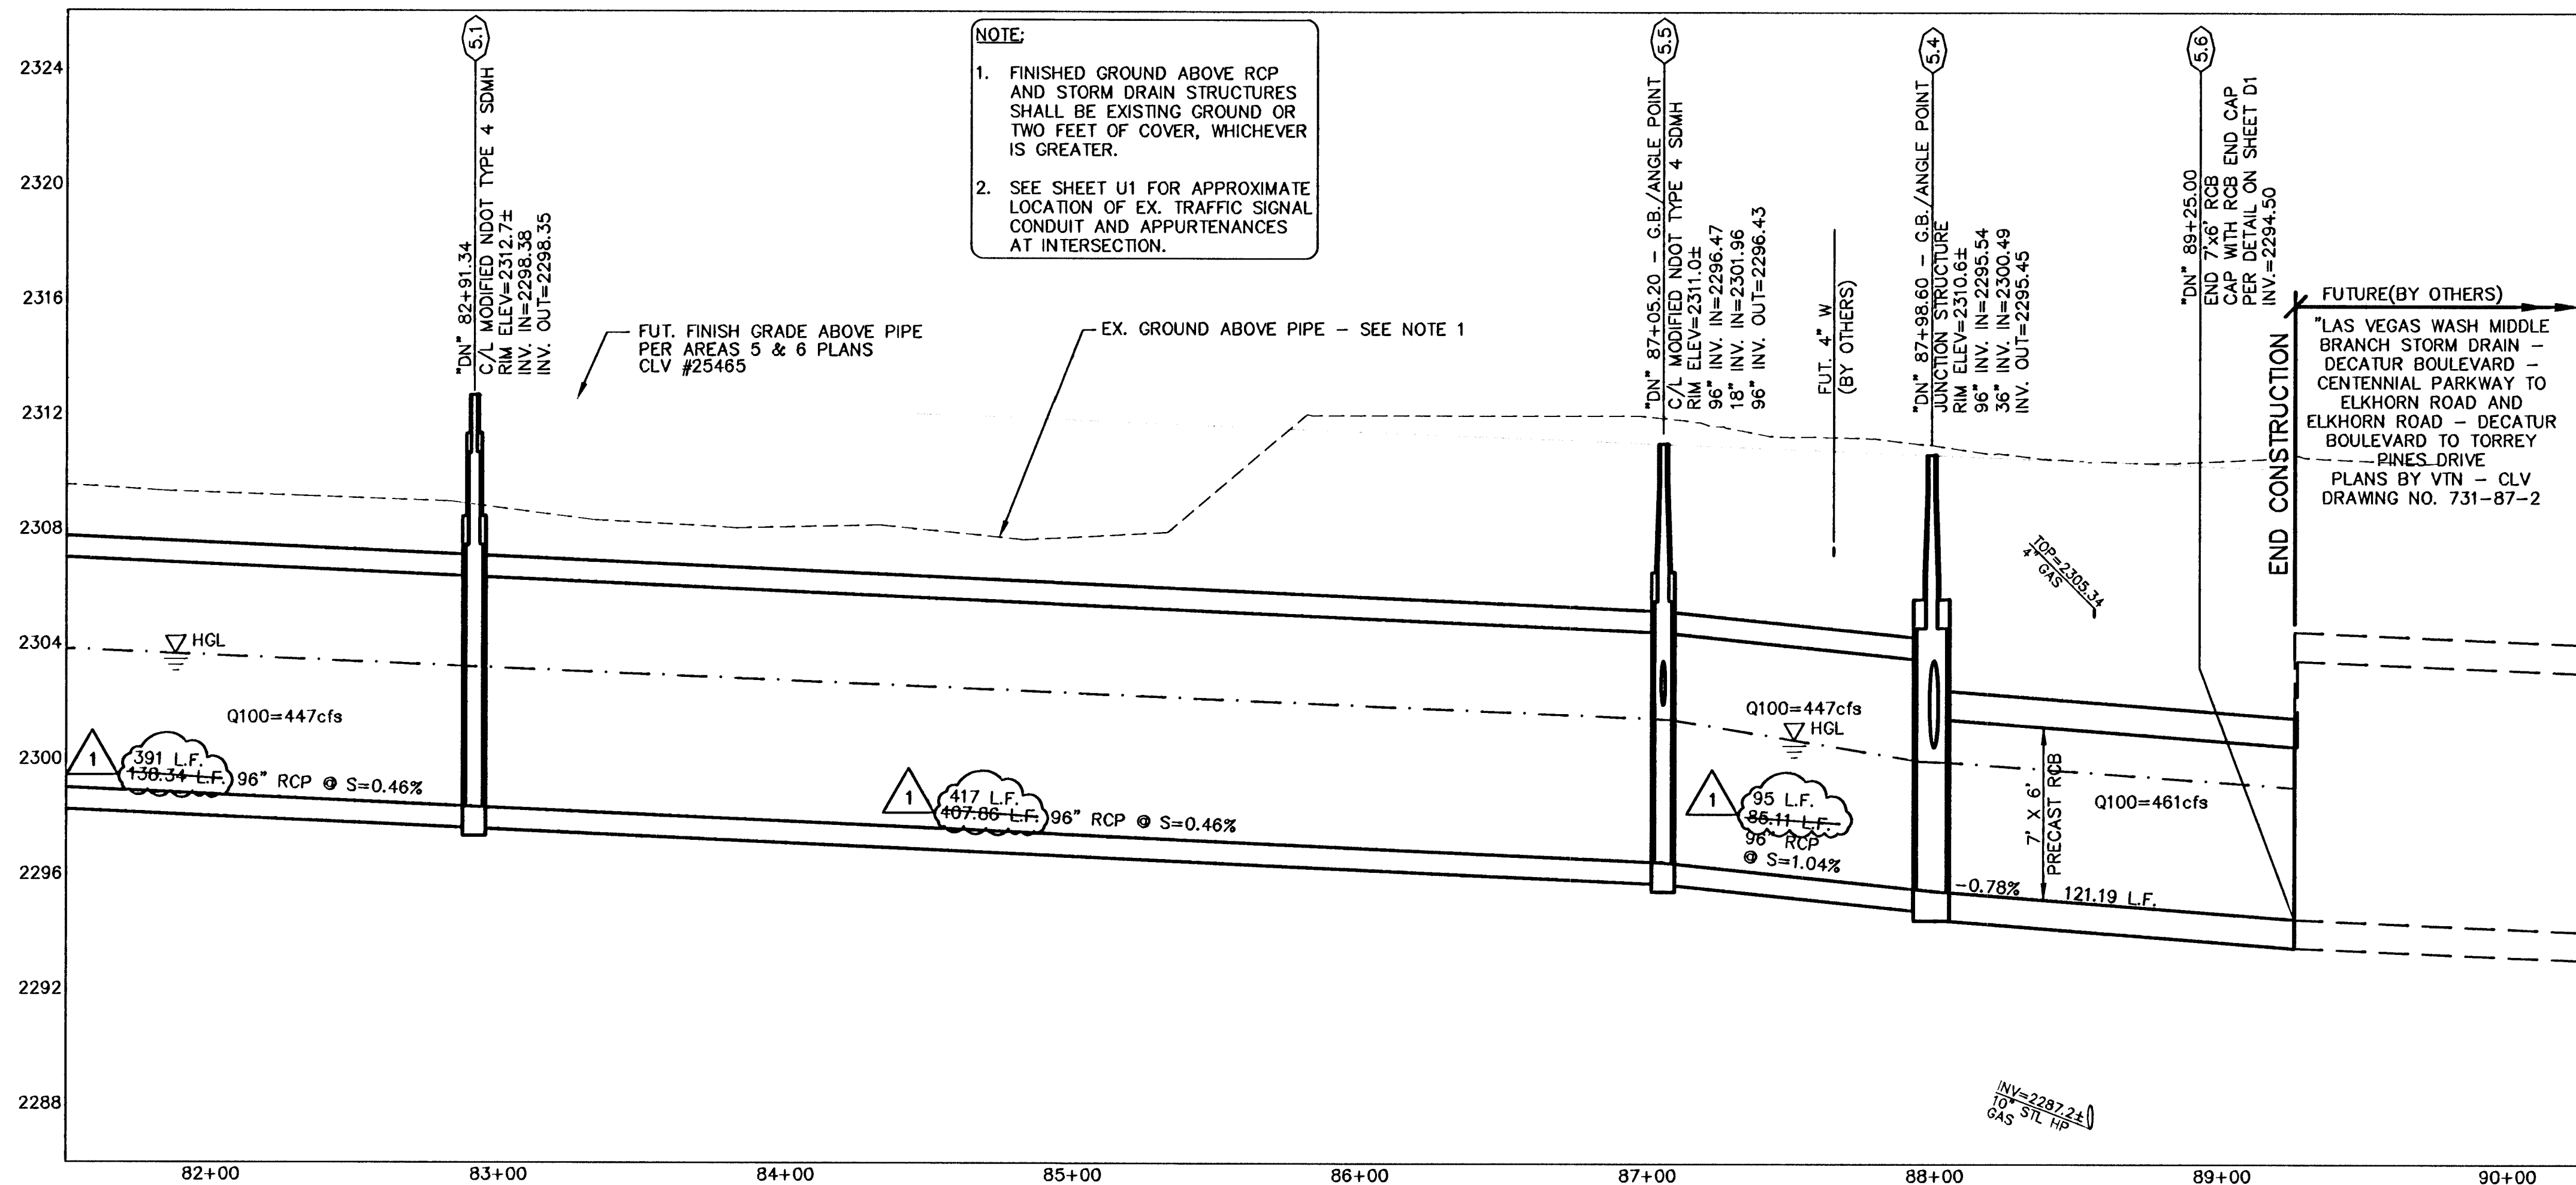 2324
2320
2316
2312
2308
2304
2300
2296
2292
2288
82+00
83+00
84+00
85+00
86+00
87+00
88+00
89+00
90+00
5.1
"DN" 82+91.34
C/L MODIFIED NDOT TYPE 4 SDMH
RIM ELEV=2312.7±
INV. IN=2298.38
INV. OUT=2298.35
FUT. FINISH GRADE ABOVE PIPE
PER AREAS 5 & 6 PLANS
CLV #25465
NOTE:
1. FINISHED GROUND ABOVE RCP
AND STORM DRAIN STRUCTURES
SHALL BE EXISTING GROUND OR
TWO FEET OF COVER, WHICHEVER
IS GREATER.
2. SEE SHEET U1 FOR APPROXIMATE
LOCATION OF EX. TRAFFIC SIGNAL
CONDUIT AND APPURTENANCES
AT INTERSECTION.
EX. GROUND ABOVE PIPE - SEE NOTE 1
5.5
"DN" 87+05.20 - G.B./ANGLE POINT
C/L MODIFIED NDOT TYPE 4 SDMH
RIM ELEV=2311.0±
96" INV. IN=2296.47
18" INV. IN=2301.96
96" INV. OUT=2296.43
FUT. 4" W
(BY OTHERS)
5.4
"DN" 87+98.60 - G.B./ANGLE POINT
JUNCTION STRUCTURE
RIM ELEV=2310.6±
96" INV. IN=2295.54
36" INV. IN=2300.49
INV. OUT=2295.45
5.6
"DN" 89+25.00
END 7'x6' RCB
CAP WITH RCB END CAP
PER DETAIL ON SHEET D1
INV.=2294.50
END CONSTRUCTION
FUTURE(BY OTHERS)
"LAS VEGAS WASH MIDDLE
BRANCH STORM DRAIN -
DECATUR BOULEVARD -
CENTENNIAL PARKWAY TO
ELKHORN ROAD AND
ELKHORN ROAD - DECATUR
BOULEVARD TO TORREY
PINES DRIVE
PLANS BY VTN - CLV
DRAWING NO. 731-87-2
TOP=2305.34
4" GAS
HGL
Q100=447cfs
1
391 L.F.
138.34 L.F.
96" RCP @ S=0.46%
1
417 L.F.
407.86 L.F.
96" RCP @ S=0.46%
Q100=447cfs
HGL
1
95 L.F.
85.11 L.F.
96" RCP
@ S=1.04%
7' X 6'
PRECAST RCB
Q100=461cfs
-0.78%
121.19 L.F.
INV=2287.2±
10" STL HP
GAS